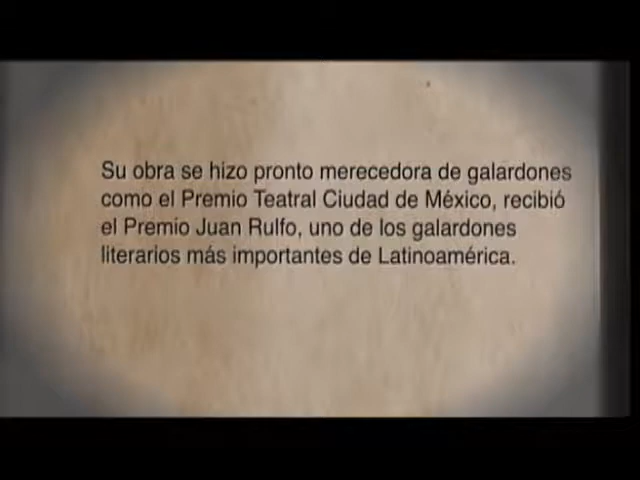 Su obra se hizo pronto merecedora de galardones
como el Premio Teatral Ciudad de México, recibió
el Premio Juan Rulfo, uno de los galardones
literarios más importantes de Latinoamérica.